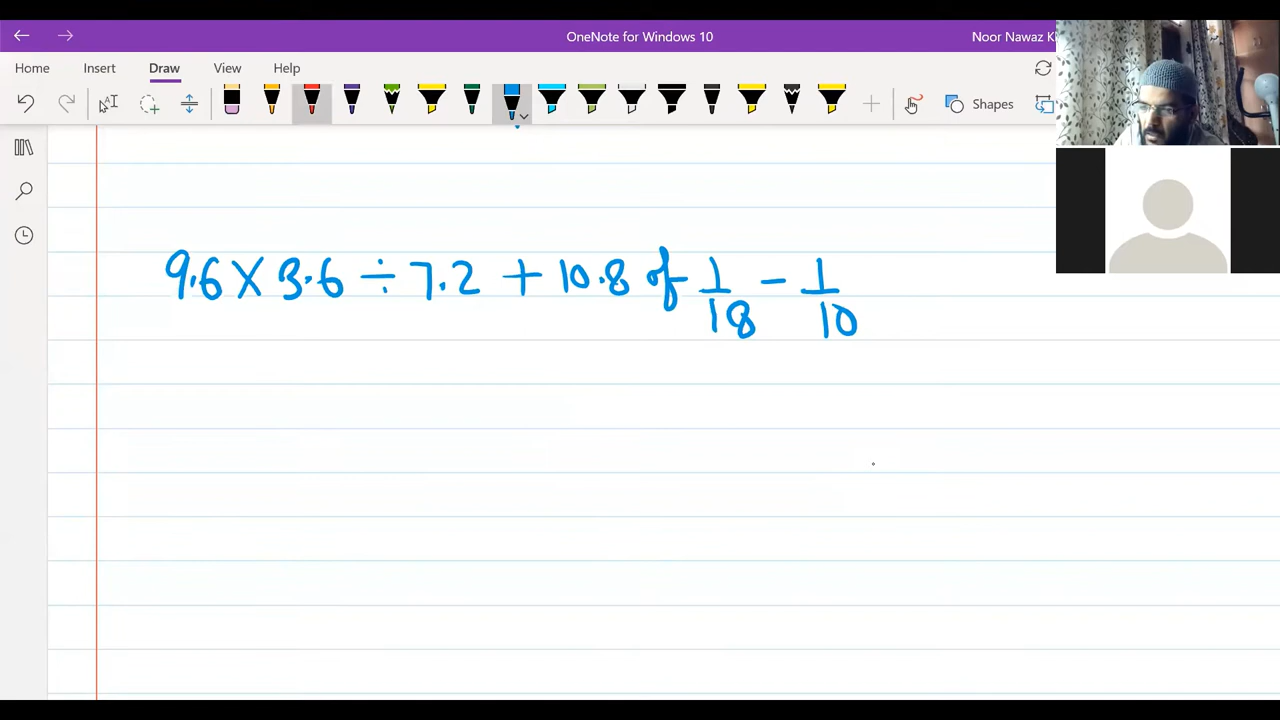 OneNote for Windows 10
Noor Nawaz K
Home Insert Draw View Help
Shapes
9.6 × 3.6 ÷ 7.2 + 10.8 of 1/18 − 1/10